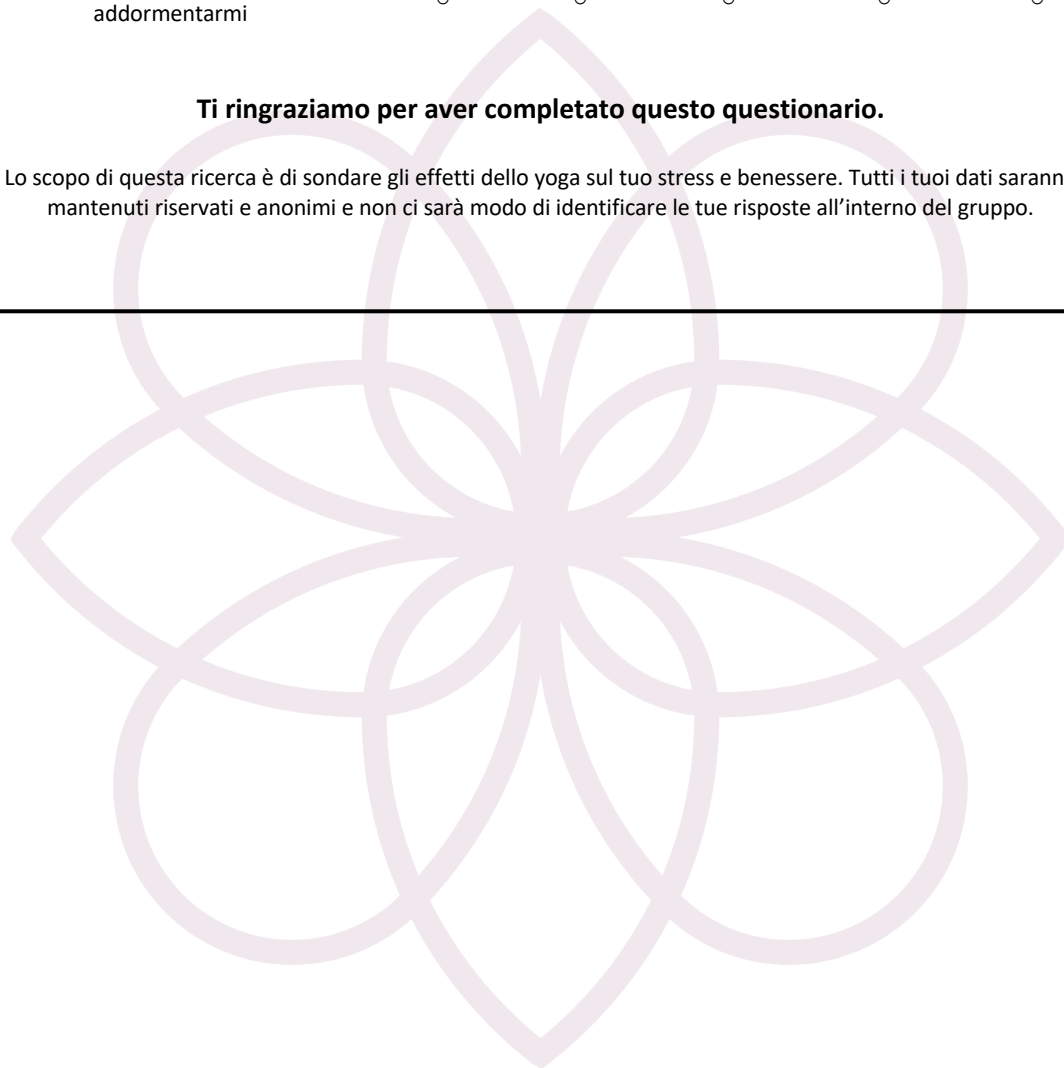 addormentarmi
Ti ringraziamo per aver completato questo questionario.
Lo scopo di questa ricerca è di sondare gli effetti dello yoga sul tuo stress e benessere. Tutti i tuoi dati sarann
mantenuti riservati e anonimi e non ci sarà modo di identificare le tue risposte all’interno del gruppo.